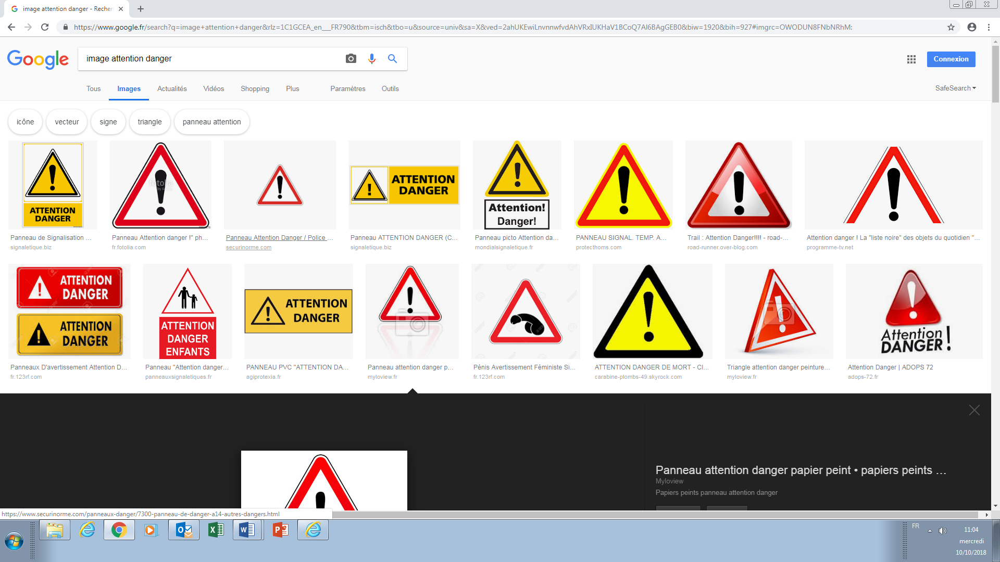 image attention danger - Recher
https://www.google.fr/search?q=image+attention+danger&rlz=1C1GCEA_en___FR790&tbm=isch&tbo=u&source=univ&sa=X&ved=2ahUKEwiLnvnnwfvdAhVRxIUKHaV1BCoQ7Al6BAgGEB0&biw=1920&bih=927#imgrc=OWODUN8FNbNRhM:
Google
image attention danger
Connexion
Tous Images Actualités Vidéos Shopping Plus Paramètres Outils
SafeSearch
icône vecteur signe triangle panneau attention
ATTENTION
DANGER
fotolia
ATTENTION
DANGER
Attention!
Danger!
Panneau de Signalisation ...
signaletique.biz
Panneau Attention danger !" ph...
fr.fotolia.com
Panneau Attention Danger / Police ...
securinorme.com
Panneau ATTENTION DANGER (C...
signaletique.biz
Panneau picto Attention da...
mondialsignaletique.fr
PANNEAU SIGNAL. TEMP. A...
protecthoms.com
Trail : Attention Danger!!!! - road-...
road-runner.over-blog.com
Attention danger ! La "liste noire" des objets du quotidien "...
programme-tv.net
ATTENTION
DANGER
ATTENTION
DANGER
ATTENTION
DANGER
ENFANTS
ATTENTION
DANGER
Attention
DANGER !
Panneaux D'avertissement Attention D...
fr.123rf.com
Panneau "Attention danger...
panneauxsignaletiques.fr
PANNEAU PVC "ATTENTION DA...
agiprotexia.fr
Panneau attention danger p...
myloview.fr
Pénis Avertissement Féministe Si...
fr.123rf.com
ATTENTION DANGER DE MORT - Cl...
carabine-plombs-49.skyrock.com
Triangle attention danger peinture...
myloview.fr
Attention Danger | ADOPS 72
adops-72.fr
Panneau attention danger papier peint • papiers peints ...
Myloview
Papiers peints panneau attention danger
https://www.securinorme.com/panneaux-danger/7300-panneau-de-danger-a14-autres-dangers.html
FR
11:04
mercredi
10/10/2018